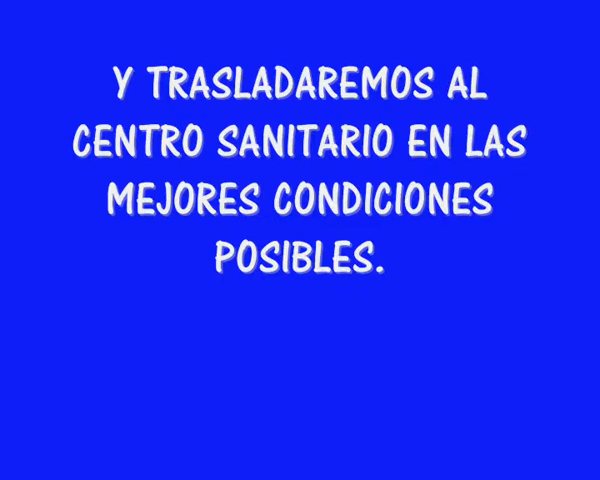 Y TRASLADAREMOS AL
CENTRO SANITARIO EN LAS
MEJORES CONDICIONES
POSIBLES.